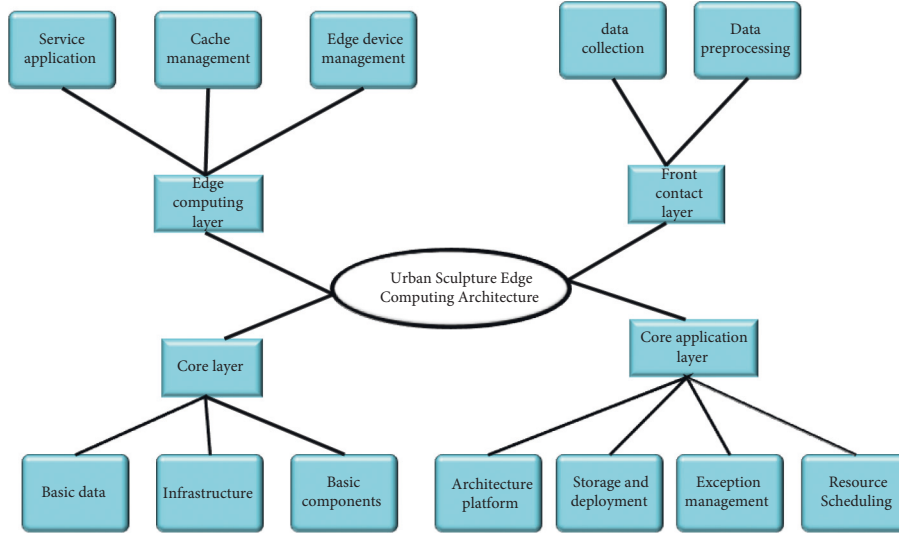 Service
application
Cache
management
Edge device
management
data
collection
Data
preprocessing
Edge
computing
layer
Front
contact
layer
Urban Sculpture Edge
Computing Architecture
Core layer
Core application
layer
Basic data
Infrastructure
Basic
components
Architecture
platform
Storage and
deployment
Exception
management
Resource
Scheduling